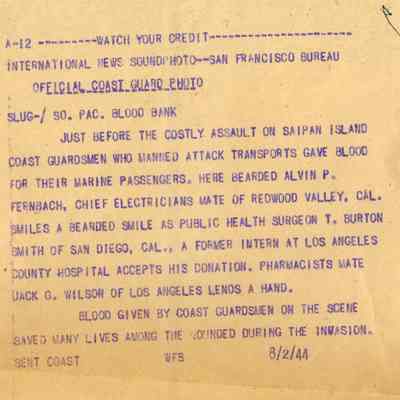 A-12 ---------WATCH YOUR CREDIT----------------------
INTERNATIONAL NEWS SOUNDPHOTO--SAN FRANCISCO BUREAU
OFFICIAL COAST GUARD PHOTO
SLUG-/ SO. PAC. BLOOD BANK
JUST BEFORE THE COSTLY ASSAULT ON SAIPAN ISLAND
COAST GUARDSMEN WHO MANNED ATTACK TRANSPORTS GAVE BLOOD
FOR THEIR MARINE PASSENGERS. HERE BEARDED ALVIN P.
FERNBACH, CHIEF ELECTRICIANS MATE OF REDWOOD VALLEY, CAL.
SMILES A BEARDED SMILE AS PUBLIC HEALTH SURGEON T. BURTON
SMITH OF SAN DIEGO, CAL., A FORMER INTERN AT LOS ANGELES
COUNTY HOSPITAL ACCEPTS HIS DONATION. PHARMACISTS MATE
JACK G. WILSON OF LOS ANGELES LENDS A HAND.
BLOOD GIVEN BY COAST GUARDSMEN ON THE SCENE
SAVED MANY LIVES AMONG THE WOUNDED DURING THE INVASION.
SENT COAST WFB 8/2/44